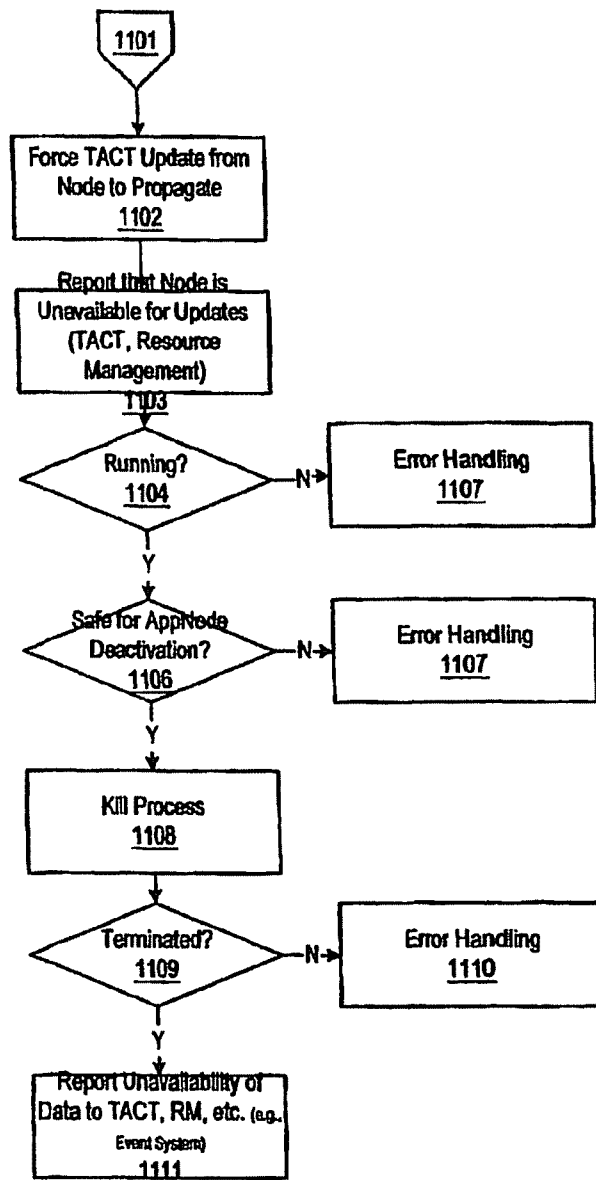 1101
Force TACT Update from
Node to Propagate
1102
Report that Node is
Unavailable for Updates
(TACT, Resource
Management)
1103
Running?
1104
N
Error Handling
1107
Y
Safe for AppNode
Deactivation?
1106
N
Error Handling
1107
Y
Kill Process
1108
Terminated?
1109
N
Error Handling
1110
Y
Report Unavailability of
Data to TACT, RM, etc. (e.g.,
Event System)
1111